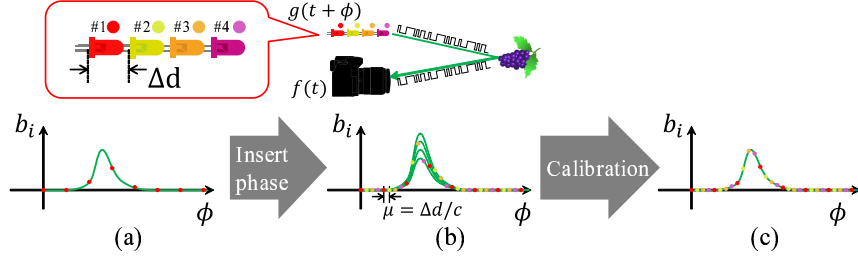 #1 #2 #3 #4
Δd
g(t + ϕ)
f(t)
b_i
ϕ
(a)
Insert
phase
b_i
μ = Δd/c
ϕ
(b)
Calibration
b_i
ϕ
(c)